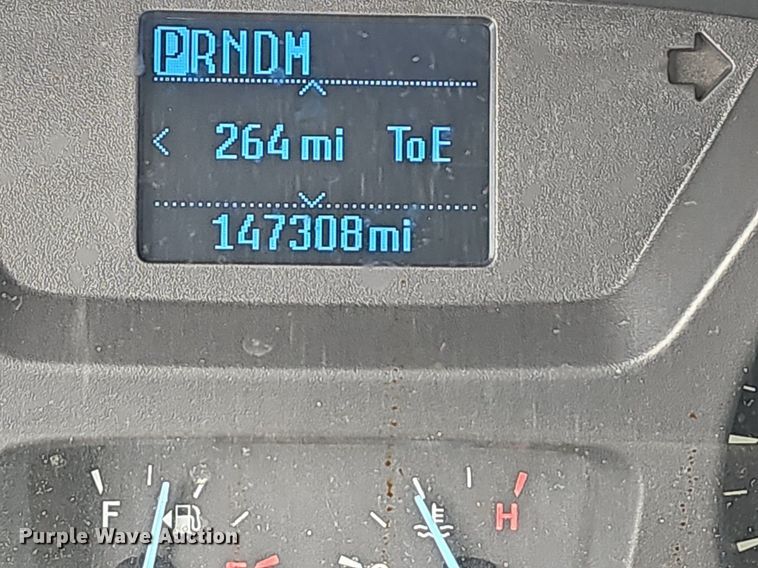 PRNDM
264 mi ToE
147308mi
F
H
Purple Wave Auction